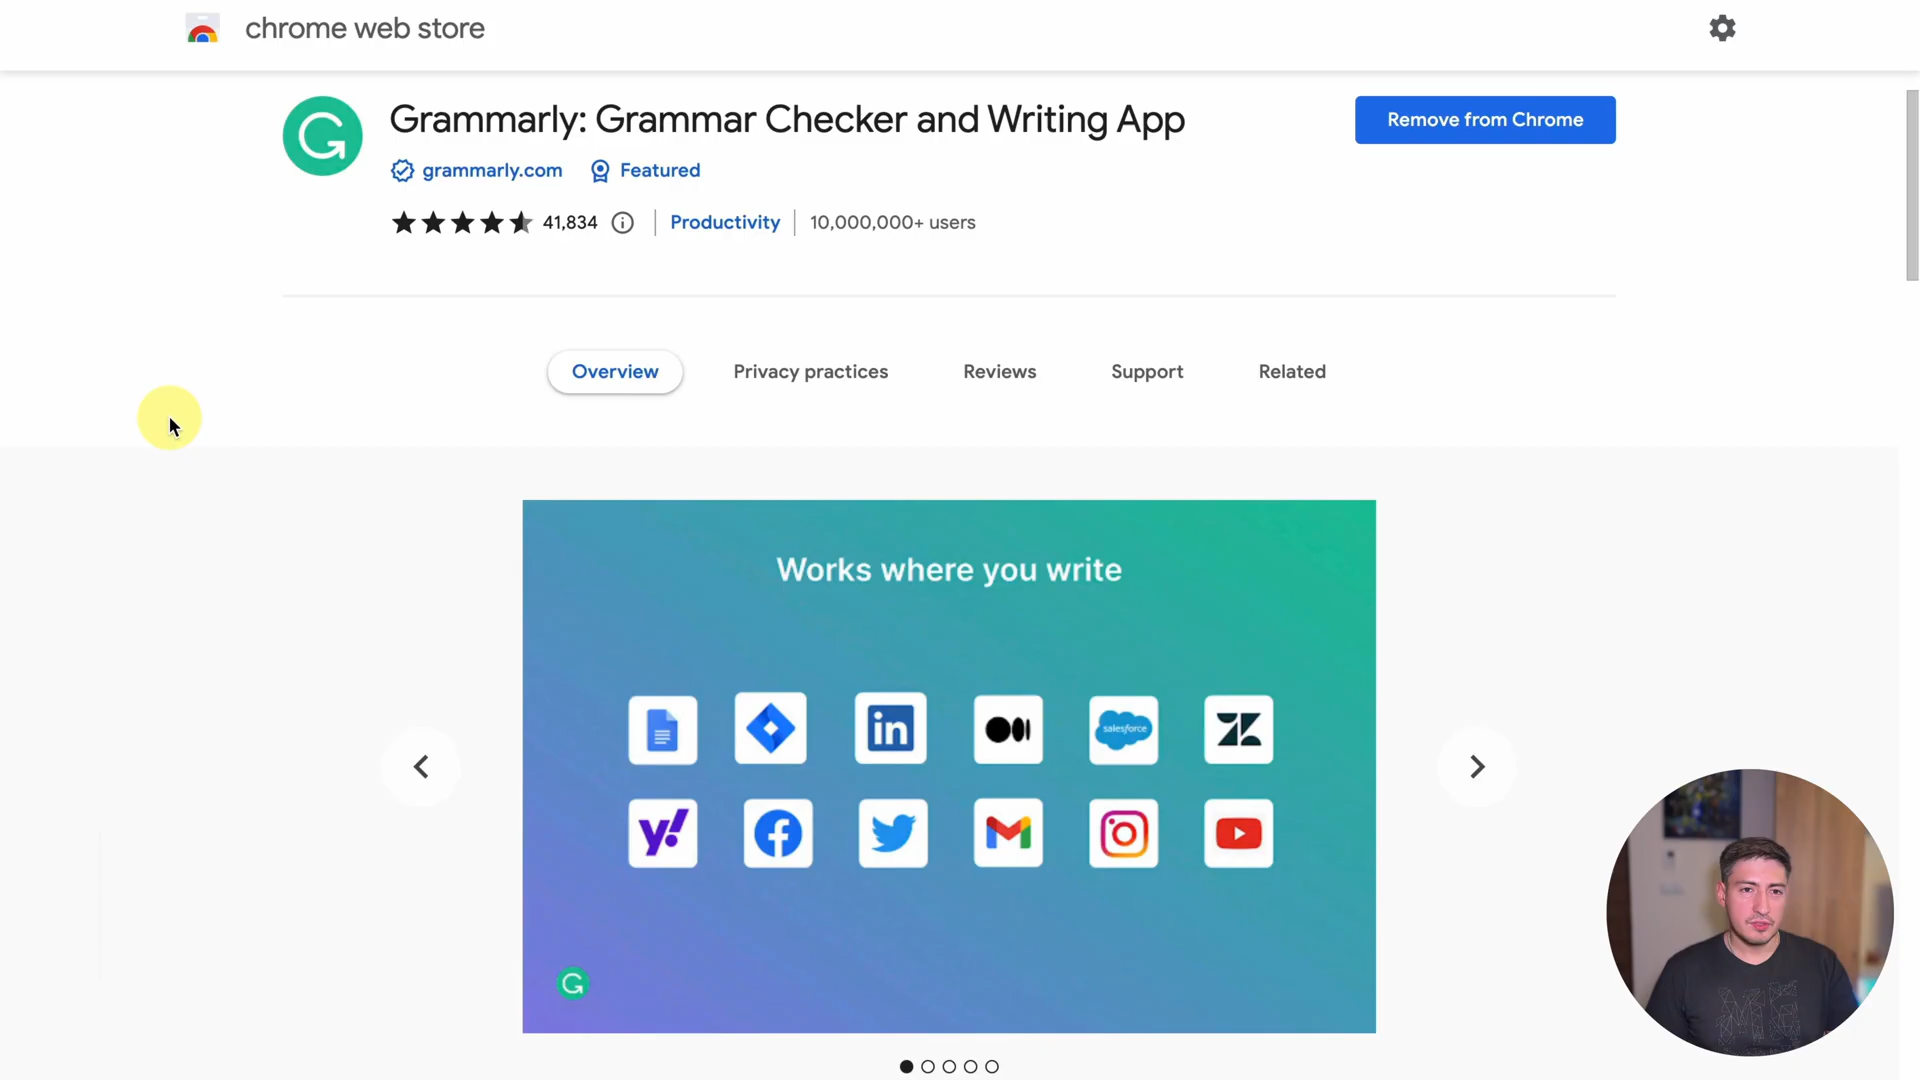 chrome web store
Grammarly: Grammar Checker and Writing App
Remove from Chrome
grammarly.com Featured
41,834 Productivity 10,000,000+ users
Overview Privacy practices Reviews Support Related
Works where you write
in salesforce
y!